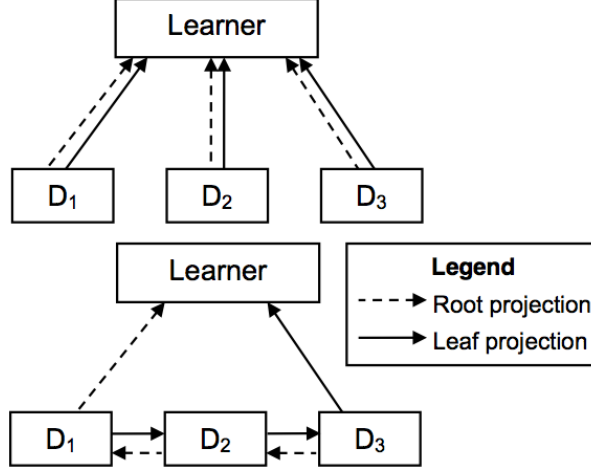 Learner
D₁
D₂
D₃
Learner
Legend
Root projection
Leaf projection
D₁
D₂
D₃